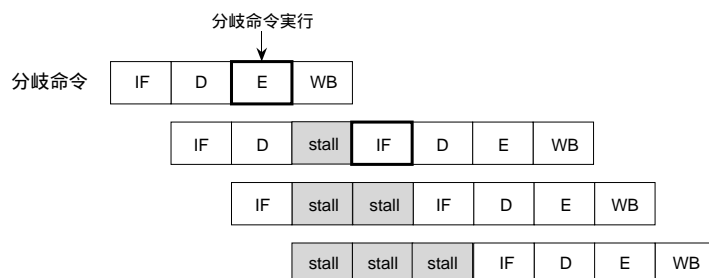 分岐命令実行
分岐命令 IF D E WB
IF D stall IF D E WB
IF stall stall IF D E WB
stall stall stall IF D E WB